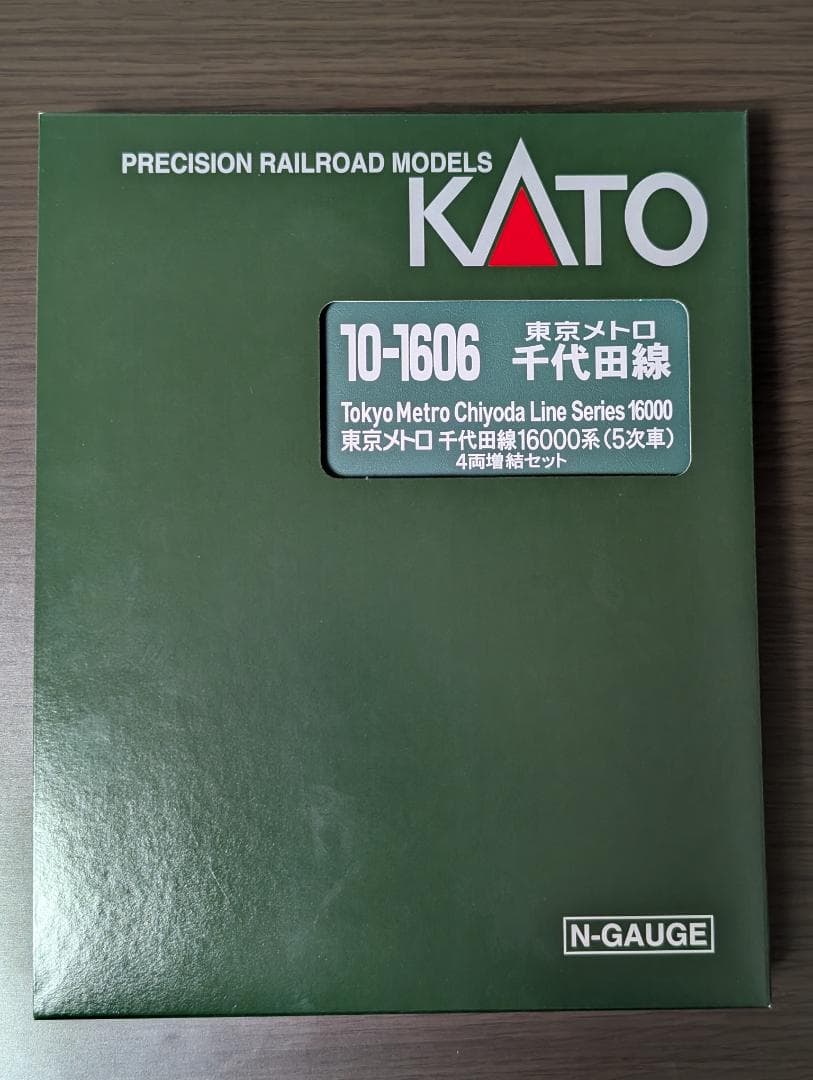 PRECISION RAILROAD MODELS
KATO
10-1606
東京メトロ
千代田線
Tokyo Metro Chiyoda Line Series 16000
東京メトロ 千代田線16000系(5次車)
4両増結セット
N-GAUGE